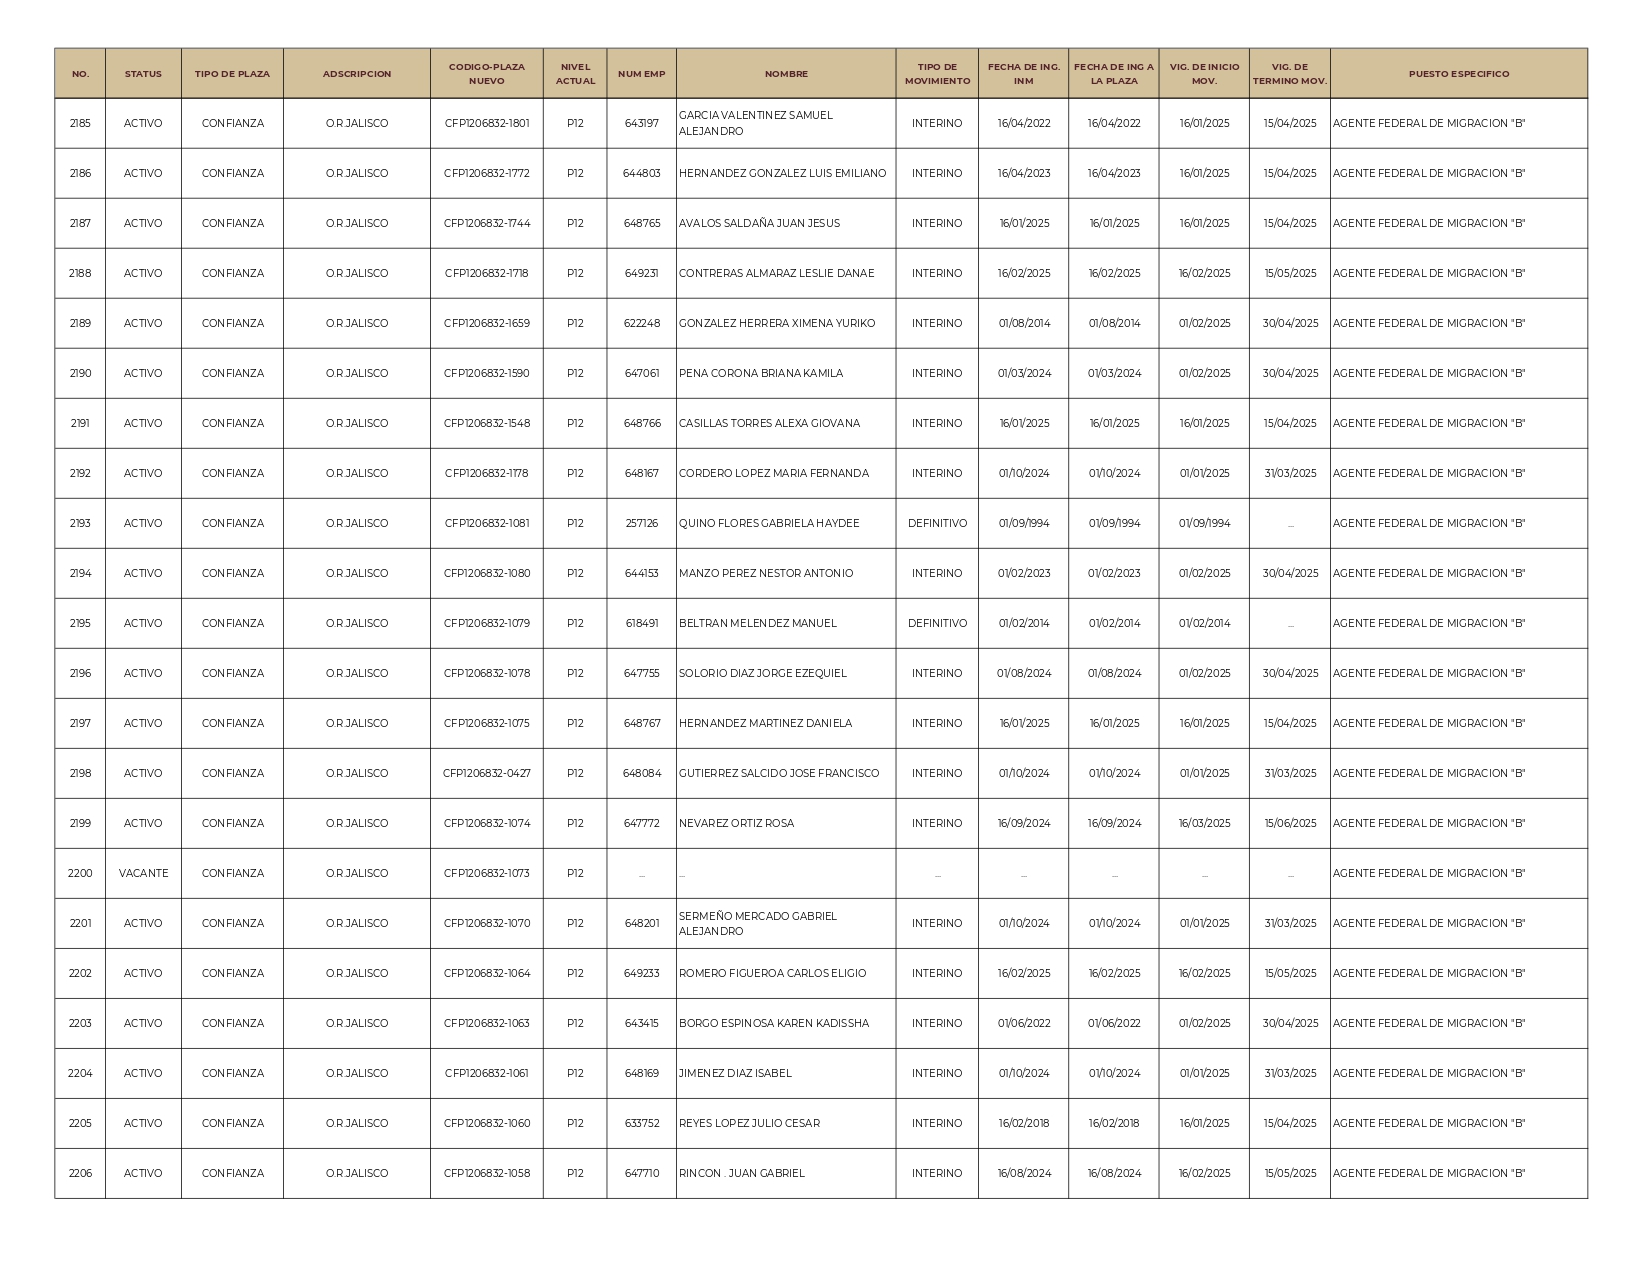 NO. STATUS TIPO DE PLAZA ADSCRIPCION CODIGO-PLAZA NUEVO NIVEL ACTUAL NUM EMP NOMBRE TIPO DE MOVIMIENTO FECHA DE ING. INM FECHA DE ING A LA PLAZA VIG. DE INICIO MOV. VIG. DE TERMINO MOV. PUESTO ESPECIFICO
2185 ACTIVO CONFIANZA O.R.JALISCO CFP1206832-1801 P12 643197 GARCIA VALENTINEZ SAMUEL ALEJANDRO INTERINO 16/04/2022 16/04/2022 16/01/2025 15/04/2025 AGENTE FEDERAL DE MIGRACION "B"
2186 ACTIVO CONFIANZA O.R.JALISCO CFP1206832-1772 P12 644803 HERNANDEZ GONZALEZ LUIS EMILIANO INTERINO 16/04/2023 16/04/2023 16/01/2025 15/04/2025 AGENTE FEDERAL DE MIGRACION "B"
2187 ACTIVO CONFIANZA O.R.JALISCO CFP1206832-1744 P12 648765 AVALOS SALDAÑA JUAN JESUS INTERINO 16/01/2025 16/01/2025 16/01/2025 15/04/2025 AGENTE FEDERAL DE MIGRACION "B"
2188 ACTIVO CONFIANZA O.R.JALISCO CFP1206832-1718 P12 649231 CONTRERAS ALMARAZ LESLIE DANAE INTERINO 16/02/2025 16/02/2025 16/02/2025 15/05/2025 AGENTE FEDERAL DE MIGRACION "B"
2189 ACTIVO CONFIANZA O.R.JALISCO CFP1206832-1659 P12 622248 GONZALEZ HERRERA XIMENA YURIKO INTERINO 01/08/2014 01/08/2014 01/02/2025 30/04/2025 AGENTE FEDERAL DE MIGRACION "B"
2190 ACTIVO CONFIANZA O.R.JALISCO CFP1206832-1590 P12 647061 PENA CORONA BRIANA KAMILA INTERINO 01/03/2024 01/03/2024 01/02/2025 30/04/2025 AGENTE FEDERAL DE MIGRACION "B"
2191 ACTIVO CONFIANZA O.R.JALISCO CFP1206832-1548 P12 648766 CASILLAS TORRES ALEXA GIOVANA INTERINO 16/01/2025 16/01/2025 16/01/2025 15/04/2025 AGENTE FEDERAL DE MIGRACION "B"
2192 ACTIVO CONFIANZA O.R.JALISCO CFP1206832-1178 P12 648167 CORDERO LOPEZ MARIA FERNANDA INTERINO 01/10/2024 01/10/2024 01/01/2025 31/03/2025 AGENTE FEDERAL DE MIGRACION "B"
2193 ACTIVO CONFIANZA O.R.JALISCO CFP1206832-1081 P12 257126 QUINO FLORES GABRIELA HAYDEE DEFINITIVO 01/09/1994 01/09/1994 01/09/1994 ... AGENTE FEDERAL DE MIGRACION "B"
2194 ACTIVO CONFIANZA O.R.JALISCO CFP1206832-1080 P12 644153 MANZO PEREZ NESTOR ANTONIO INTERINO 01/02/2023 01/02/2023 01/02/2025 30/04/2025 AGENTE FEDERAL DE MIGRACION "B"
2195 ACTIVO CONFIANZA O.R.JALISCO CFP1206832-1079 P12 618491 BELTRAN MELENDEZ MANUEL DEFINITIVO 01/02/2014 01/02/2014 01/02/2014 ... AGENTE FEDERAL DE MIGRACION "B"
2196 ACTIVO CONFIANZA O.R.JALISCO CFP1206832-1078 P12 647755 SOLORIO DIAZ JORGE EZEQUIEL INTERINO 01/08/2024 01/08/2024 01/02/2025 30/04/2025 AGENTE FEDERAL DE MIGRACION "B"
2197 ACTIVO CONFIANZA O.R.JALISCO CFP1206832-1075 P12 648767 HERNANDEZ MARTINEZ DANIELA INTERINO 16/01/2025 16/01/2025 16/01/2025 15/04/2025 AGENTE FEDERAL DE MIGRACION "B"
2198 ACTIVO CONFIANZA O.R.JALISCO CFP1206832-0427 P12 648084 GUTIERREZ SALCIDO JOSE FRANCISCO INTERINO 01/10/2024 01/10/2024 01/01/2025 31/03/2025 AGENTE FEDERAL DE MIGRACION "B"
2199 ACTIVO CONFIANZA O.R.JALISCO CFP1206832-1074 P12 647772 NEVAREZ ORTIZ ROSA INTERINO 16/09/2024 16/09/2024 16/03/2025 15/06/2025 AGENTE FEDERAL DE MIGRACION "B"
2200 VACANTE CONFIANZA O.R.JALISCO CFP1206832-1073 P12 ... ... ... ... ... ... ... AGENTE FEDERAL DE MIGRACION "B"
2201 ACTIVO CONFIANZA O.R.JALISCO CFP1206832-1070 P12 648201 SERMEÑO MERCADO GABRIEL ALEJANDRO INTERINO 01/10/2024 01/10/2024 01/01/2025 31/03/2025 AGENTE FEDERAL DE MIGRACION "B"
2202 ACTIVO CONFIANZA O.R.JALISCO CFP1206832-1064 P12 649233 ROMERO FIGUEROA CARLOS ELIGIO INTERINO 16/02/2025 16/02/2025 16/02/2025 15/05/2025 AGENTE FEDERAL DE MIGRACION "B"
2203 ACTIVO CONFIANZA O.R.JALISCO CFP1206832-1063 P12 643415 BORGO ESPINOSA KAREN KADISSHA INTERINO 01/06/2022 01/06/2022 01/02/2025 30/04/2025 AGENTE FEDERAL DE MIGRACION "B"
2204 ACTIVO CONFIANZA O.R.JALISCO CFP1206832-1061 P12 648169 JIMENEZ DIAZ ISABEL INTERINO 01/10/2024 01/10/2024 01/01/2025 31/03/2025 AGENTE FEDERAL DE MIGRACION "B"
2205 ACTIVO CONFIANZA O.R.JALISCO CFP1206832-1060 P12 633752 REYES LOPEZ JULIO CESAR INTERINO 16/02/2018 16/02/2018 16/01/2025 15/04/2025 AGENTE FEDERAL DE MIGRACION "B"
2206 ACTIVO CONFIANZA O.R.JALISCO CFP1206832-1058 P12 647710 RINCON . JUAN GABRIEL INTERINO 16/08/2024 16/08/2024 16/02/2025 15/05/2025 AGENTE FEDERAL DE MIGRACION "B"